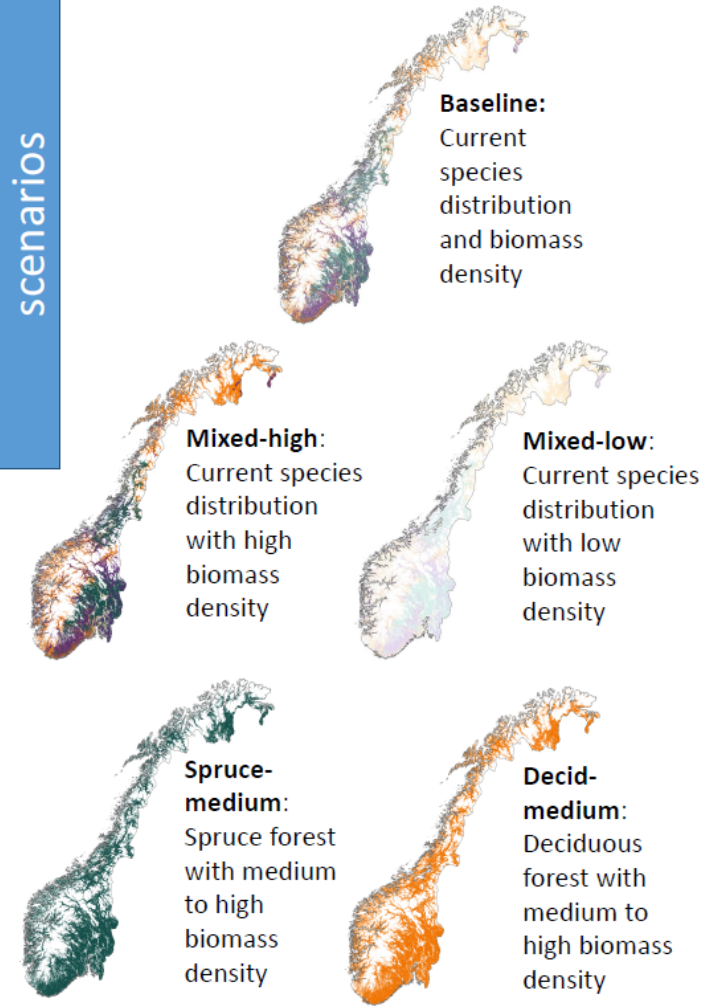 scenarios
Baseline:
Current
species
distribution
and biomass
density
Mixed-high:
Current species
distribution
with high
biomass
density
Mixed-low:
Current species
distribution
with low
biomass
density
Spruce-
medium:
Spruce forest
with medium
to high
biomass
density
Decid-
medium:
Deciduous
forest with
medium to
high biomass
density